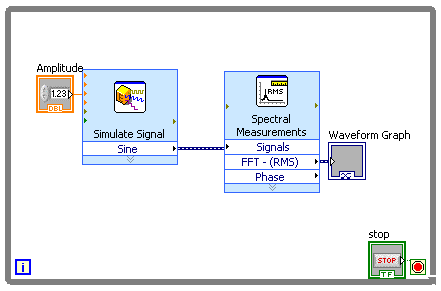 Amplitude
1.23
DBL
Simulate Signal
Sine
RMS
Spectral
Measurements
Signals
FFT - (RMS)
Phase
Waveform Graph
stop
STOP
TF
i